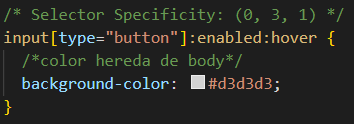 /* Selector Specificity: (0, 3, 1) */
input[type="button"]:enabled:hover {
  /*color hereda de body*/
  background-color: #d3d3d3;
}